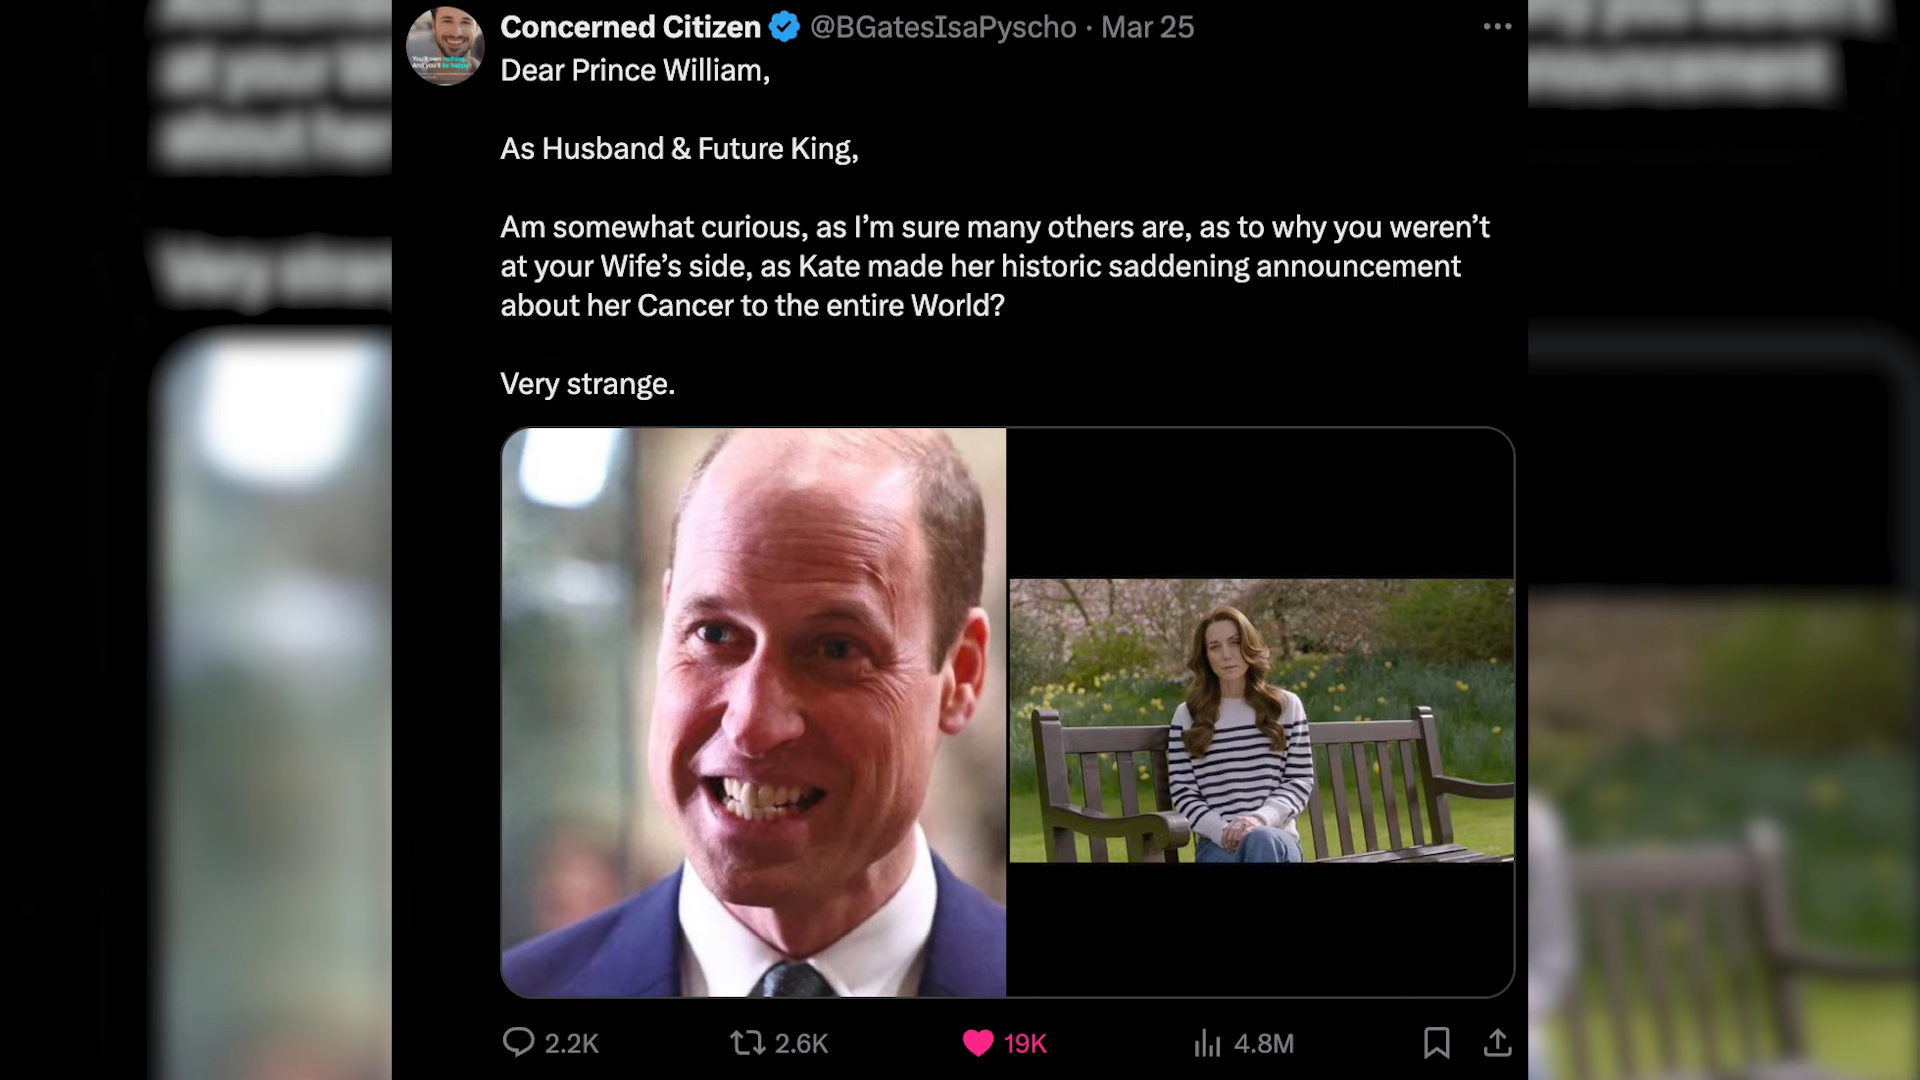 Concerned Citizen @BGatesIsaPyscho · Mar 25
Dear Prince William,
As Husband & Future King,
Am somewhat curious, as I’m sure many others are, as to why you weren’t
at your Wife’s side, as Kate made her historic saddening announcement
about her Cancer to the entire World?
Very strange.
2.2K 2.6K 19K 4.8M